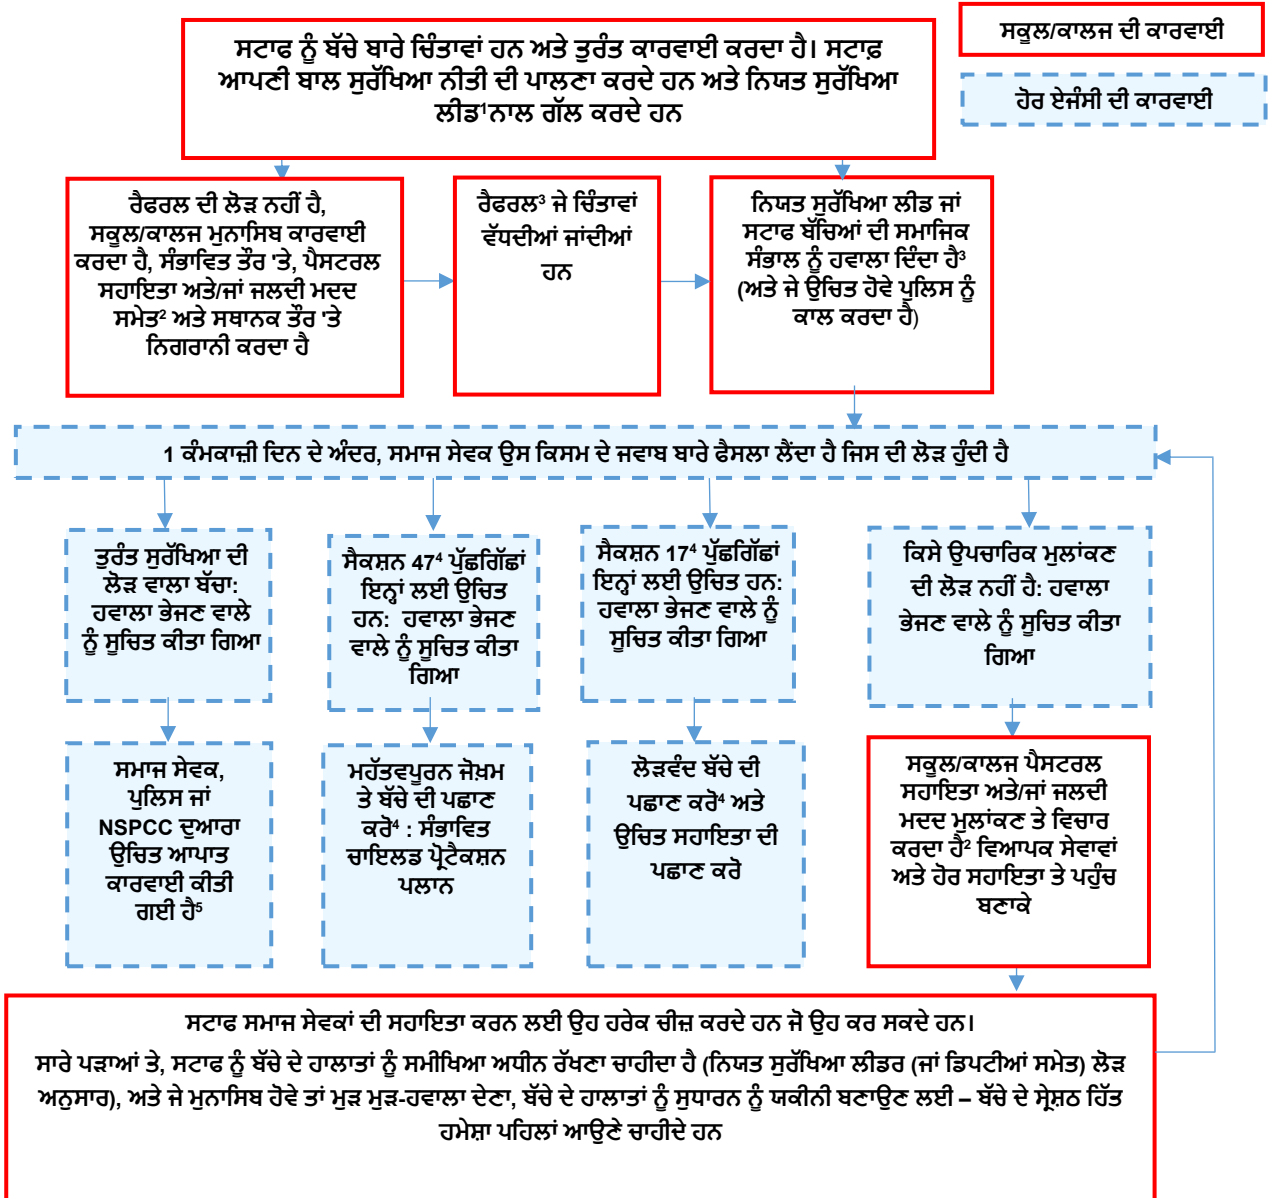 ਸਟਾਫ ਨੂੰ ਬੱਚੇ ਬਾਰੇ ਚਿੰਤਾਵਾਂ ਹਨ ਅਤੇ ਤੁਰੰਤ ਕਾਰਵਾਈ ਕਰਦਾ ਹੈ। ਸਟਾਫ਼
ਆਪਣੀ ਬਾਲ ਸੁਰੱਖਿਆ ਨੀਤੀ ਦੀ ਪਾਲਣਾ ਕਰਦੇ ਹਨ ਅਤੇ ਨਿਯਤ ਸੁਰੱਖਿਆ
ਲੀਡ¹ਨਾਲ ਗੱਲ ਕਰਦੇ ਹਨ
ਸਕੂਲ/ਕਾਲਜ ਦੀ ਕਾਰਵਾਈ
ਹੋਰ ਏਜੰਸੀ ਦੀ ਕਾਰਵਾਈ
ਰੈਫਰਲ ਦੀ ਲੋੜ ਨਹੀਂ ਹੈ,
ਸਕੂਲ/ਕਾਲਜ ਮੁਨਾਸਿਬ ਕਾਰਵਾਈ
ਕਰਦਾ ਹੈ, ਸੰਭਾਵਿਤ ਤੌਰ 'ਤੇ, ਪੈਸਟਰਲ
ਸਹਾਇਤਾ ਅਤੇ/ਜਾਂ ਜਲਦੀ ਮਦਦ
ਸਮੇਤ² ਅਤੇ ਸਥਾਨਕ ਤੌਰ 'ਤੇ
ਨਿਗਰਾਨੀ ਕਰਦਾ ਹੈ
ਰੈਫਰਲ³ ਜੇ ਚਿੰਤਾਵਾਂ
ਵੱਧਦੀਆਂ ਜਾਂਦੀਆਂ
ਹਨ
ਨਿਯਤ ਸੁਰੱਖਿਆ ਲੀਡ ਜਾਂ
ਸਟਾਫ ਬੱਚਿਆਂ ਦੀ ਸਮਾਜਿਕ
ਸੰਭਾਲ ਨੂੰ ਹਵਾਲਾ ਦਿੰਦਾ ਹੈ³
(ਅਤੇ ਜੇ ਉਚਿਤ ਹੋਵੇ ਪੁਲਿਸ ਨੂੰ
ਕਾਲ ਕਰਦਾ ਹੈ)
1 ਕੰਮਕਾਜ਼ੀ ਦਿਨ ਦੇ ਅੰਦਰ, ਸਮਾਜ ਸੇਵਕ ਉਸ ਕਿਸਮ ਦੇ ਜਵਾਬ ਬਾਰੇ ਫੈਸਲਾ ਲੈਂਦਾ ਹੈ ਜਿਸ ਦੀ ਲੋੜ ਹੁੰਦੀ ਹੈ
ਤੁਰੰਤ ਸੁਰੱਖਿਆ ਦੀ
ਲੋੜ ਵਾਲਾ ਬੱਚਾ:
ਹਵਾਲਾ ਭੇਜਣ ਵਾਲੇ
ਨੂੰ ਸੂਚਿਤ ਕੀਤਾ ਗਿਆ
ਸੈਕਸ਼ਨ 47⁴ ਪੁੱਛਗਿੱਛਾਂ
ਇਨ੍ਹਾਂ ਲਈ ਉਚਿਤ
ਹਨ: ਹਵਾਲਾ ਭੇਜਣ
ਵਾਲੇ ਨੂੰ ਸੂਚਿਤ ਕੀਤਾ
ਗਿਆ
ਸੈਕਸ਼ਨ 17⁴ ਪੁੱਛਗਿੱਛਾਂ
ਇਨ੍ਹਾਂ ਲਈ ਉਚਿਤ ਹਨ:
ਹਵਾਲਾ ਭੇਜਣ ਵਾਲੇ ਨੂੰ
ਸੂਚਿਤ ਕੀਤਾ ਗਿਆ
ਕਿਸੇ ਉਪਚਾਰਿਕ ਮੁਲਾਂਕਣ
ਦੀ ਲੋੜ ਨਹੀਂ ਹੈ: ਹਵਾਲਾ
ਭੇਜਣ ਵਾਲੇ ਨੂੰ ਸੂਚਿਤ ਕੀਤਾ
ਗਿਆ
ਸਮਾਜ ਸੇਵਕ,
ਪੁਲਿਸ ਜਾਂ
NSPCC ਦੁਆਰਾ
ਉਚਿਤ ਆਪਾਤ
ਕਾਰਵਾਈ ਕੀਤੀ
ਗਈ ਹੈ⁵
ਮਹੱਤਵਪੂਰਨ ਜੋਖ਼ਮ
ਤੇ ਬੱਚੇ ਦੀ ਪਛਾਣ
ਕਰੋ⁴ : ਸੰਭਾਵਿਤ
ਚਾਇਲਡ ਪ੍ਰੋਟੈਕਸ਼ਨ
ਪਲਾਨ
ਲੋੜਵੰਦ ਬੱਚੇ ਦੀ
ਪਛਾਣ ਕਰੋ⁴ ਅਤੇ
ਉਚਿਤ ਸਹਾਇਤਾ ਦੀ
ਪਛਾਣ ਕਰੋ
ਸਕੂਲ/ਕਾਲਜ ਪੈਸਟਰਲ
ਸਹਾਇਤਾ ਅਤੇ/ਜਾਂ ਜਲਦੀ
ਮਦਦ ਮੁਲਾਂਕਣ ਤੇ ਵਿਚਾਰ
ਕਰਦਾ ਹੈ² ਵਿਆਪਕ ਸੇਵਾਵਾਂ
ਅਤੇ ਹੋਰ ਸਹਾਇਤਾ ਤੇ ਪਹੁੰਚ
ਬਣਾਕੇ
ਸਟਾਫ ਸਮਾਜ ਸੇਵਕਾਂ ਦੀ ਸਹਾਇਤਾ ਕਰਨ ਲਈ ਉਹ ਹਰੇਕ ਚੀਜ਼ ਕਰਦੇ ਹਨ ਜੋ ਉਹ ਕਰ ਸਕਦੇ ਹਨ।
ਸਾਰੇ ਪੜਾਆਂ ਤੇ, ਸਟਾਫ ਨੂੰ ਬੱਚੇ ਦੇ ਹਾਲਾਤਾਂ ਨੂੰ ਸਮੀਖਿਆ ਅਧੀਨ ਰੱਖਣਾ ਚਾਹੀਦਾ ਹੈ (ਨਿਯਤ ਸੁਰੱਖਿਆ ਲੀਡਰ (ਜਾਂ ਡਿਪਟੀਆਂ ਸਮੇਤ) ਲੋੜ
ਅਨੁਸਾਰ), ਅਤੇ ਜੇ ਮੁਨਾਸਿਬ ਹੋਵੇ ਤਾਂ ਮੁੜ ਮੁੜ-ਹਵਾਲਾ ਦੇਣਾ, ਬੱਚੇ ਦੇ ਹਾਲਾਤਾਂ ਨੂੰ ਸੁਧਾਰਨ ਨੂੰ ਯਕੀਨੀ ਬਣਾਉਣ ਲਈ – ਬੱਚੇ ਦੇ ਸ੍ਰੇਸ਼ਠ ਹਿੱਤ
ਹਮੇਸ਼ਾ ਪਹਿਲਾਂ ਆਉਣੇ ਚਾਹੀਦੇ ਹਨ